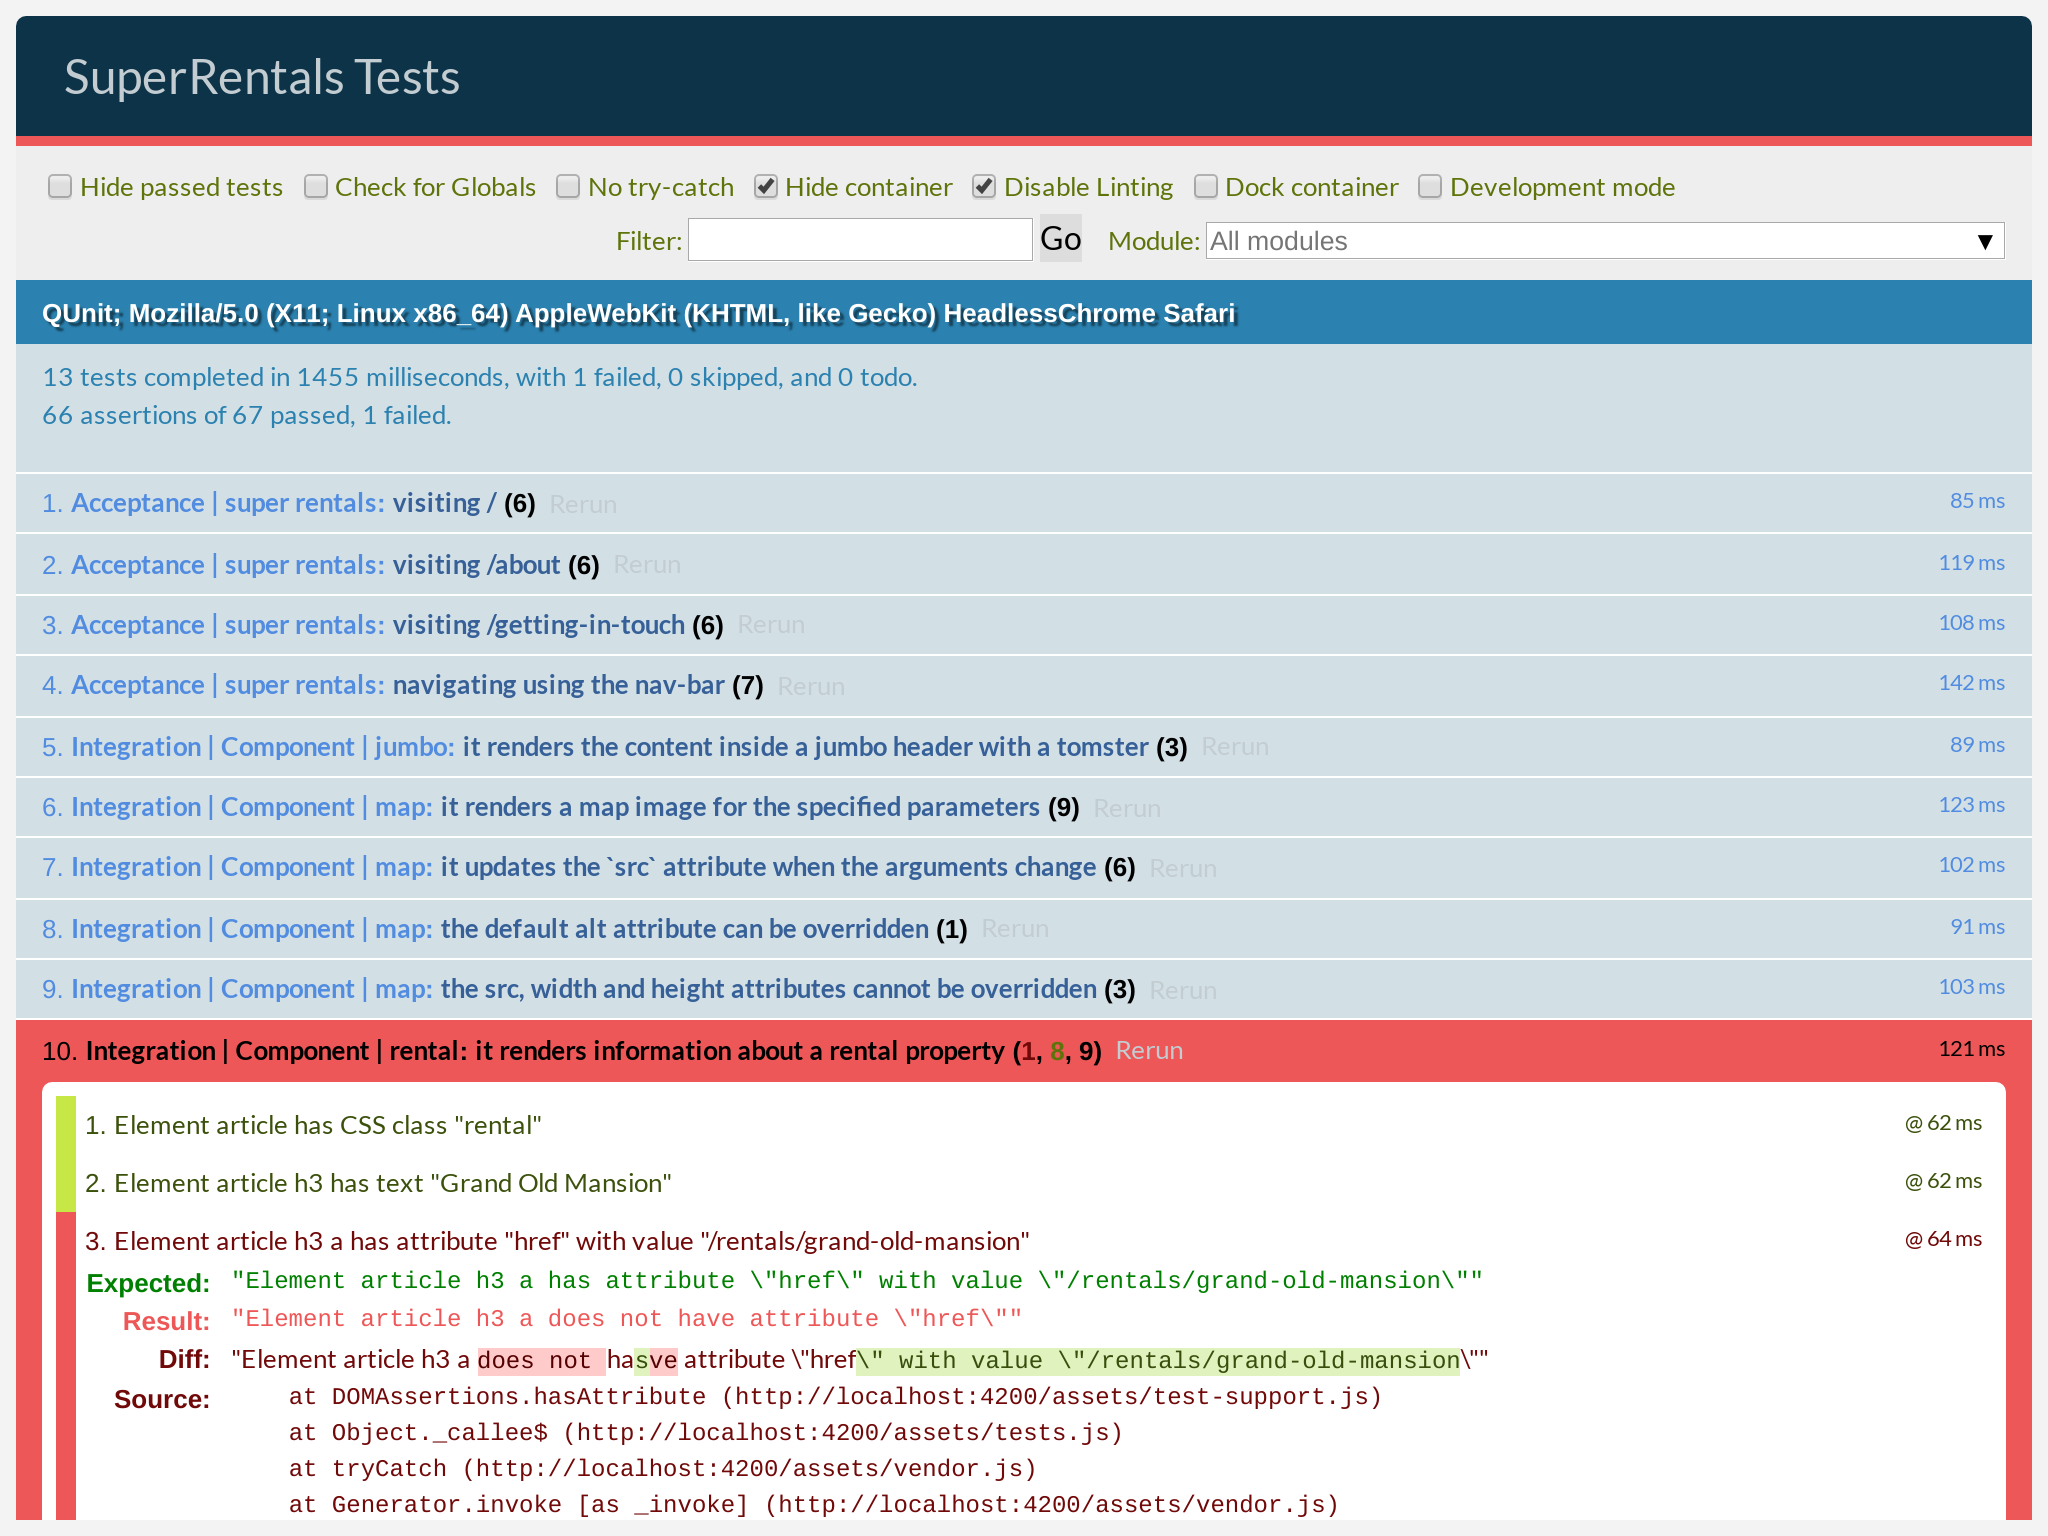 SuperRentals Tests
Hide passed tests Check for Globals No try-catch Hide container Disable Linting Dock container Development mode
Filter: Go Module: All modules ▼
QUnit; Mozilla/5.0 (X11; Linux x86_64) AppleWebKit (KHTML, like Gecko) HeadlessChrome Safari
13 tests completed in 1455 milliseconds, with 1 failed, 0 skipped, and 0 todo.
66 assertions of 67 passed, 1 failed.
1. Acceptance | super rentals: visiting / (6) Rerun 85 ms
2. Acceptance | super rentals: visiting /about (6) Rerun 119 ms
3. Acceptance | super rentals: visiting /getting-in-touch (6) Rerun 108 ms
4. Acceptance | super rentals: navigating using the nav-bar (7) Rerun 142 ms
5. Integration | Component | jumbo: it renders the content inside a jumbo header with a tomster (3) Rerun 89 ms
6. Integration | Component | map: it renders a map image for the specified parameters (9) Rerun 123 ms
7. Integration | Component | map: it updates the `src` attribute when the arguments change (6) Rerun 102 ms
8. Integration | Component | map: the default alt attribute can be overridden (1) Rerun 91 ms
9. Integration | Component | map: the src, width and height attributes cannot be overridden (3) Rerun 103 ms
10. Integration | Component | rental: it renders information about a rental property (1, 8, 9) Rerun 121 ms
1. Element article has CSS class "rental" @ 62 ms
2. Element article h3 has text "Grand Old Mansion" @ 62 ms
3. Element article h3 a has attribute "href" with value "/rentals/grand-old-mansion" @ 64 ms
Expected: "Element article h3 a has attribute \"href\" with value \"/rentals/grand-old-mansion\""
Result: "Element article h3 a does not have attribute \"href\""
Diff: "Element article h3 a does not hasve attribute \"href\" with value \"/rentals/grand-old-mansion\""
Source: at DOMAssertions.hasAttribute (http://localhost:4200/assets/test-support.js)
at Object._callee$ (http://localhost:4200/assets/tests.js)
at tryCatch (http://localhost:4200/assets/vendor.js)
at Generator.invoke [as _invoke] (http://localhost:4200/assets/vendor.js)